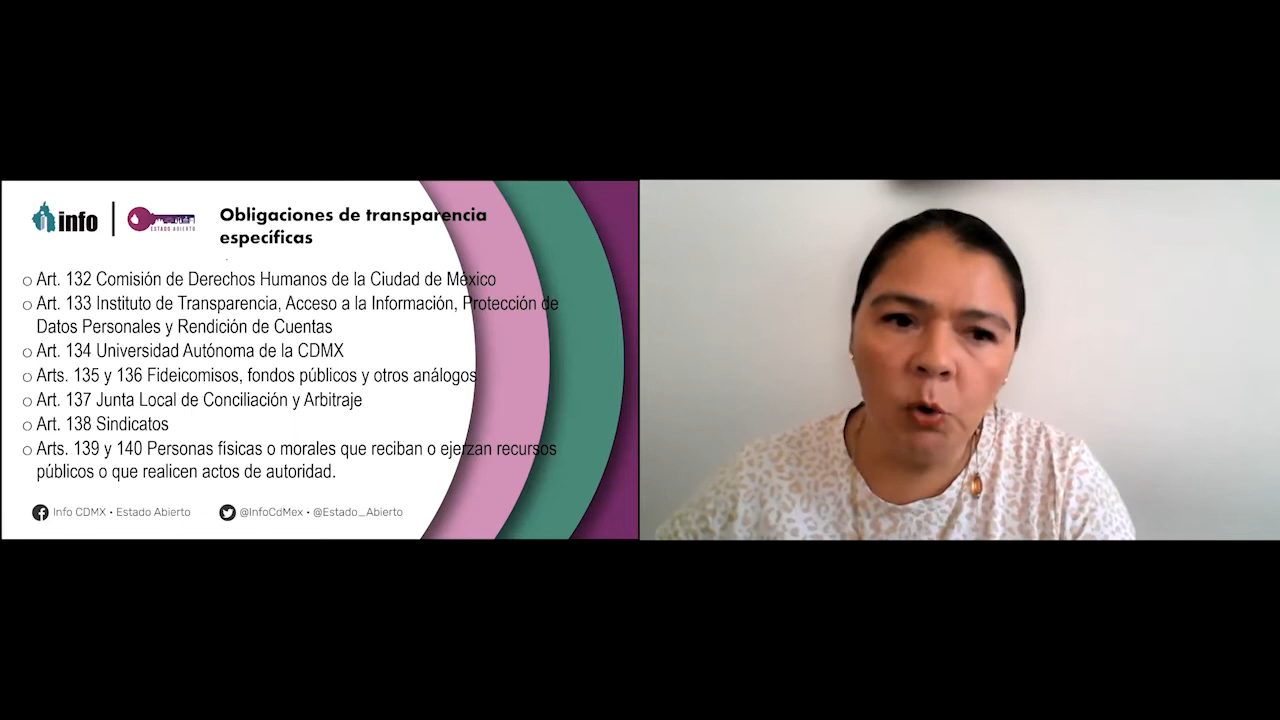 info
ESTADO ABIERTO
Obligaciones de transparencia
específicas
Art. 132 Comisión de Derechos Humanos de la Ciudad de México
Art. 133 Instituto de Transparencia, Acceso a la Información, Protección de
Datos Personales y Rendición de Cuentas
Art. 134 Universidad Autónoma de la CDMX
Arts. 135 y 136 Fideicomisos, fondos públicos y otros análogos
Art. 137 Junta Local de Conciliación y Arbitraje
Art. 138 Sindicatos
Arts. 139 y 140 Personas físicas o morales que reciban o ejerzan recursos
públicos o que realicen actos de autoridad.
Info CDMX • Estado Abierto
@InfoCdMex • @Estado_Abierto